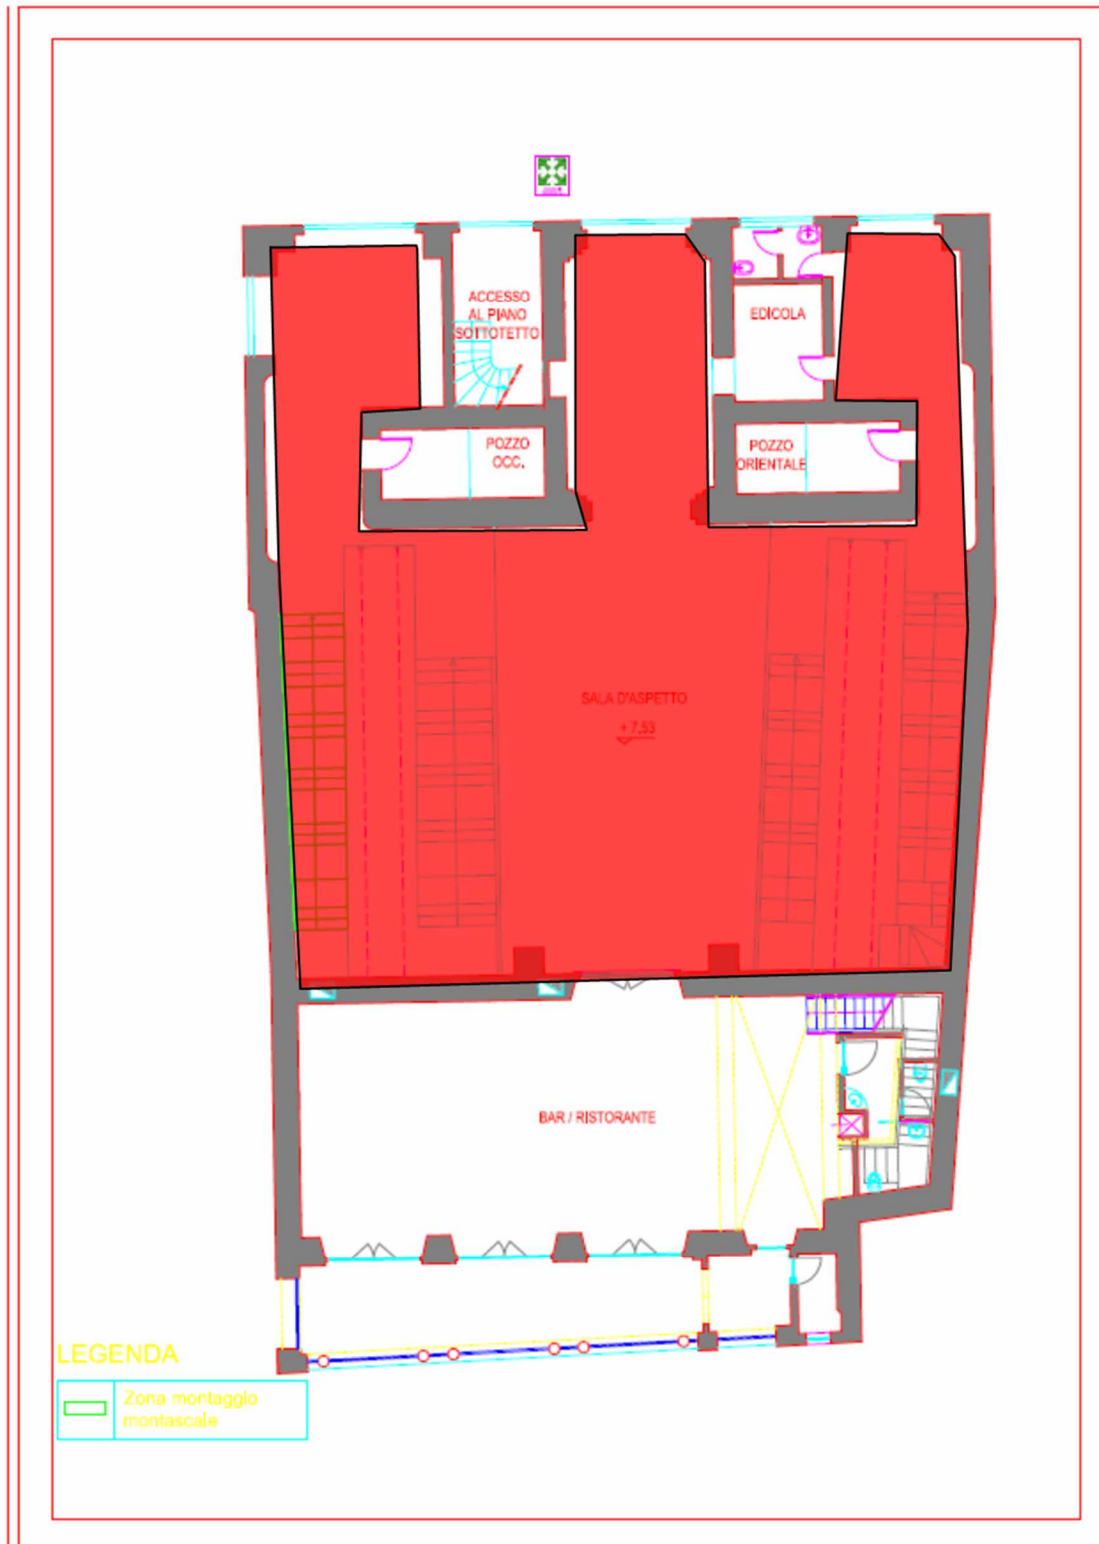 ACCESSO
AL PIANO
SOTTOTETTO
EDICOLA
POZZO
OCC.
POZZO
ORIENTALE
SALA D'ASPETTO
+ 7,53
BAR / RISTORANTE
LEGENDA
Zona montaggio
montascale